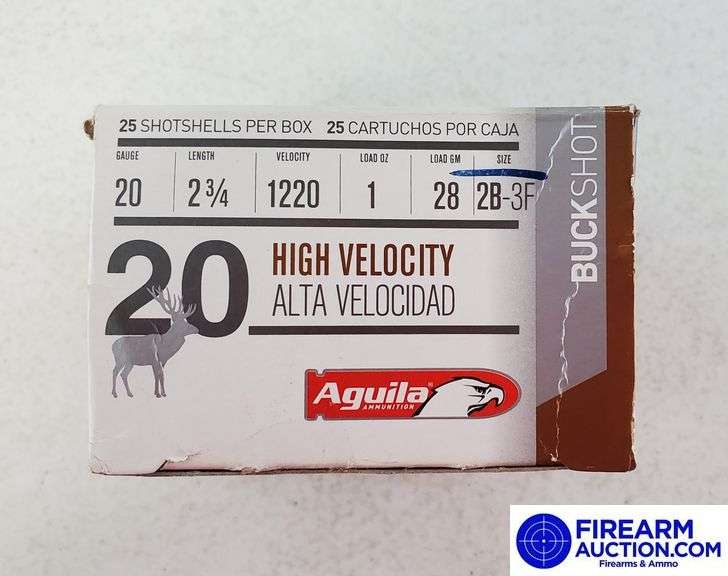 25 SHOTSHELLS PER BOX 25 CARTUCHOS POR CAJA
GAUGE LENGTH VELOCITY LOAD OZ LOAD GM SIZE
20 2 3/4 1220 1 28 2B-3F
BUCKSHOT
20
HIGH VELOCITY
ALTA VELOCIDAD
Aguila®
AMMUNITION
FIREARM
AUCTION.COM
Firearms & Ammo